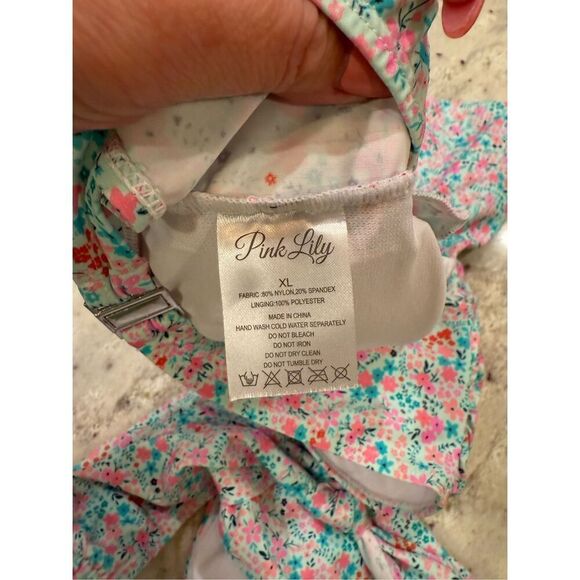 Pink Lily
XL
FABRIC :80% NYLON,20% SPANDEX
LINGING:100% POLYESTER
MADE IN CHINA
HAND WASH COLD WATER SEPARATELY
DO NOT BLEACH
DO NOT IRON
DO NOT DRY CLEAN
DO NOT TUMBLE DRY